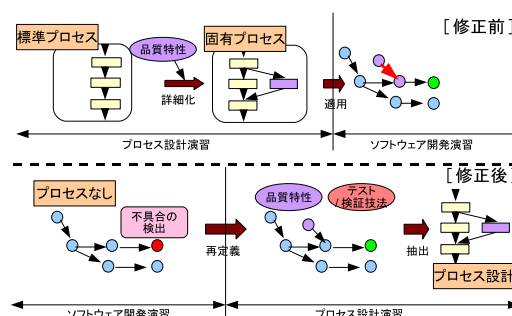 [修正前]
標準プロセス
品質特性
固有プロセス
詳細化
適用
プロセス設計演習
ソフトウェア開発演習
[修正後]
プロセスなし
不具合の
検出
再定義
品質特性
テスト
/検証技法
抽出
プロセス設計
ソフトウェア開発演習
プロセス設計演習